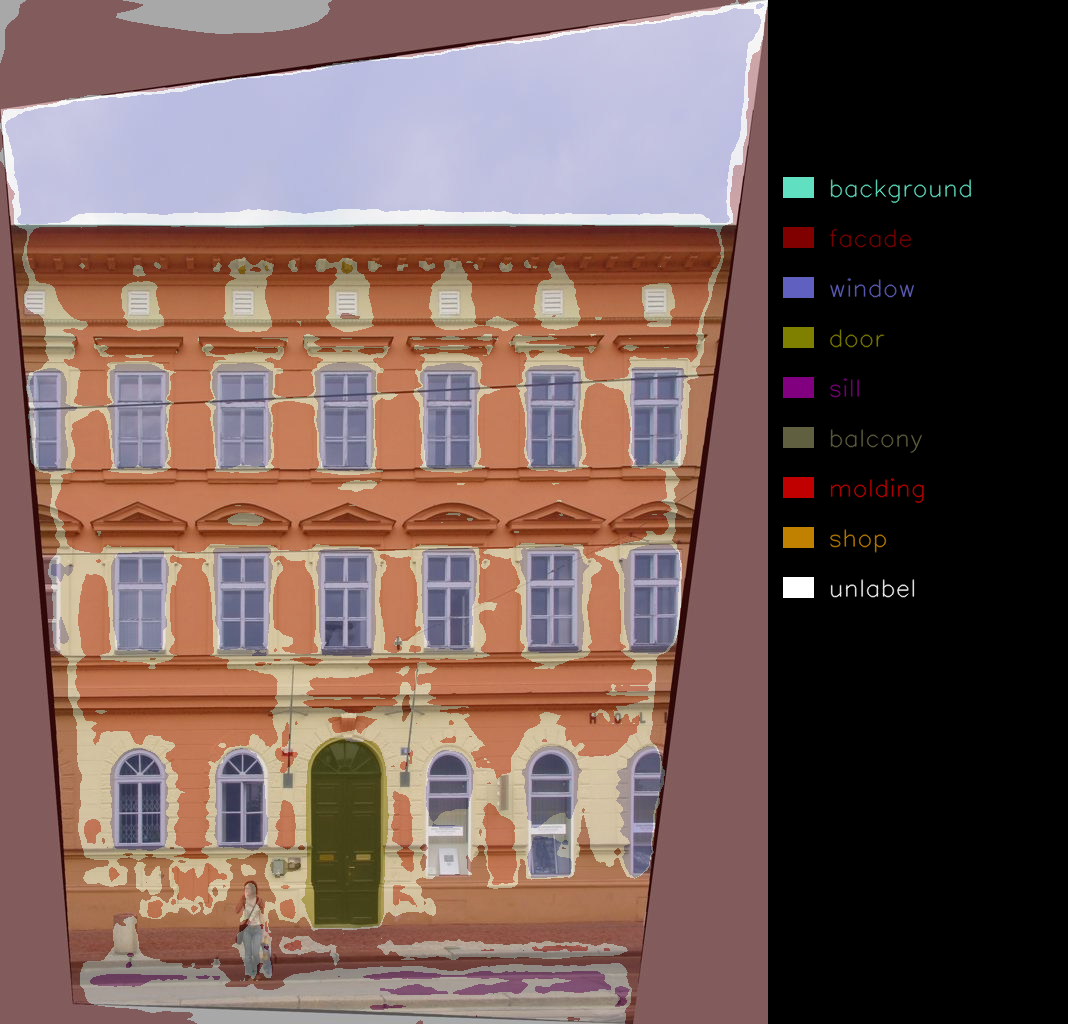 background
facade
window
door
sill
balcony
molding
shop
unlabel
H O L I